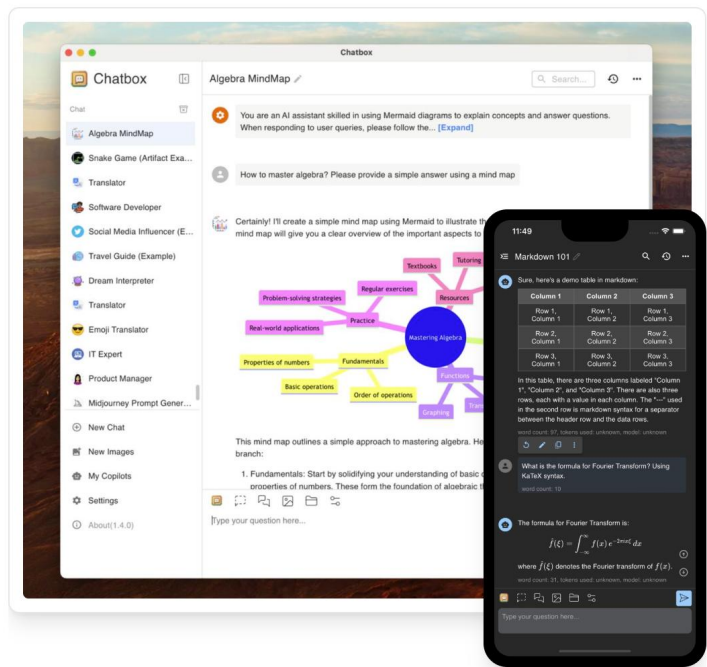 Chatbox
Chatbox
Chat
Algebra MindMap
Snake Game (Artifact Exa...
Translator
Software Developer
Social Media Influencer (E...
Travel Guide (Example)
Dream Interpreter
Translator
Emoji Translator
IT Expert
Product Manager
Midjourney Prompt Gener...
New Chat
New Images
My Copilots
Settings
About(1.4.0)
Algebra MindMap
Search...
You are an AI assistant skilled in using Mermaid diagrams to explain concepts and answer questions.
When responding to user queries, please follow the... [Expand]
How to master algebra? Please provide a simple answer using a mind map
Certainly! I'll create a simple mind map using Mermaid to illustrate
mind map will give you a clear overview of the important aspects to
Textbooks
Tutoring
Regular exercises
Problem-solving strategies
Resources
Practice
Real-world applications
Mastering Algebra
Properties of numbers
Fundamentals
Functions
Basic operations
Order of operations
Graphing
This mind map outlines a simple approach to mastering algebra.
branch:
1. Fundamentals: Start by solidifying your understanding of basic
properties of numbers. These form the foundation of algebraic
Type your question here...
11:49
Markdown 101
Sure, here's a demo table in markdown:
Column 1 Column 2 Column 3
Row 1, Row 1, Row 1,
Column 1 Column 2 Column 3
Row 2, Row 2, Row 2,
Column 1 Column 2 Column 3
Row 3, Row 3, Row 3,
Column 1 Column 2 Column 3
In this table, there are three columns labeled "Column
1", "Column 2", and "Column 3". There are also three
rows, each with a value in each column. The "---" used
in the second row is markdown syntax for a separator
between the header row and the data rows.
word count: 57, tokens used: unknown, model: unknown
What is the formula for Fourier Transform? Using
KaTeX syntax.
word count: 10
The formula for Fourier Transform is:
f̂(ξ) = ∫_{-∞}^{∞} f(x) e^{-2πixξ} dx
where f̂(ξ) denotes the Fourier transform of f(x).
word count: 31, tokens used: unknown, model: unknown
Type your question here...